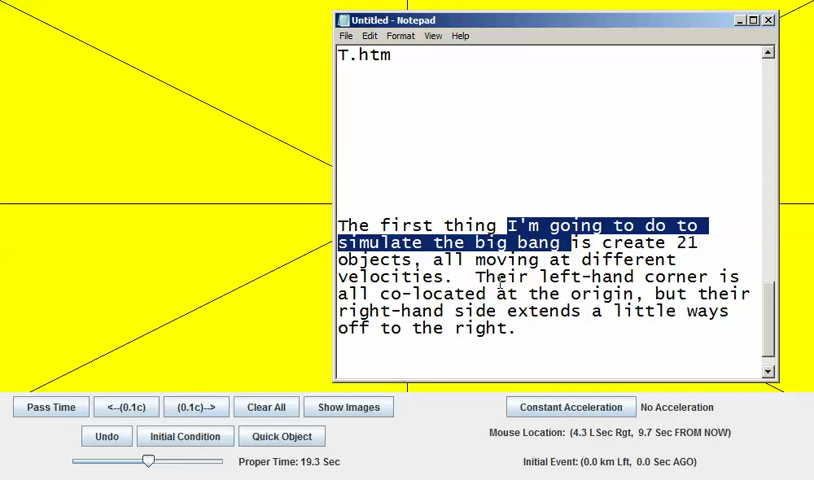 Untitled - Notepad
File Edit Format View Help
T.htm
The first thing I'm going to do to
simulate the big bang is create 21
objects, all moving at different
velocities. Their left-hand corner is
all co-located at the origin, but their
right-hand side extends a little ways
off to the right.
Pass Time <--(0.1c) (0.1c)--> Clear All Show Images Constant Acceleration No Acceleration
Undo Initial Condition Quick Object Mouse Location: (4.3 LSec Rgt, 9.7 Sec FROM NOW)
Proper Time: 19.3 Sec Initial Event: (0.0 km Lft, 0.0 Sec AGO)